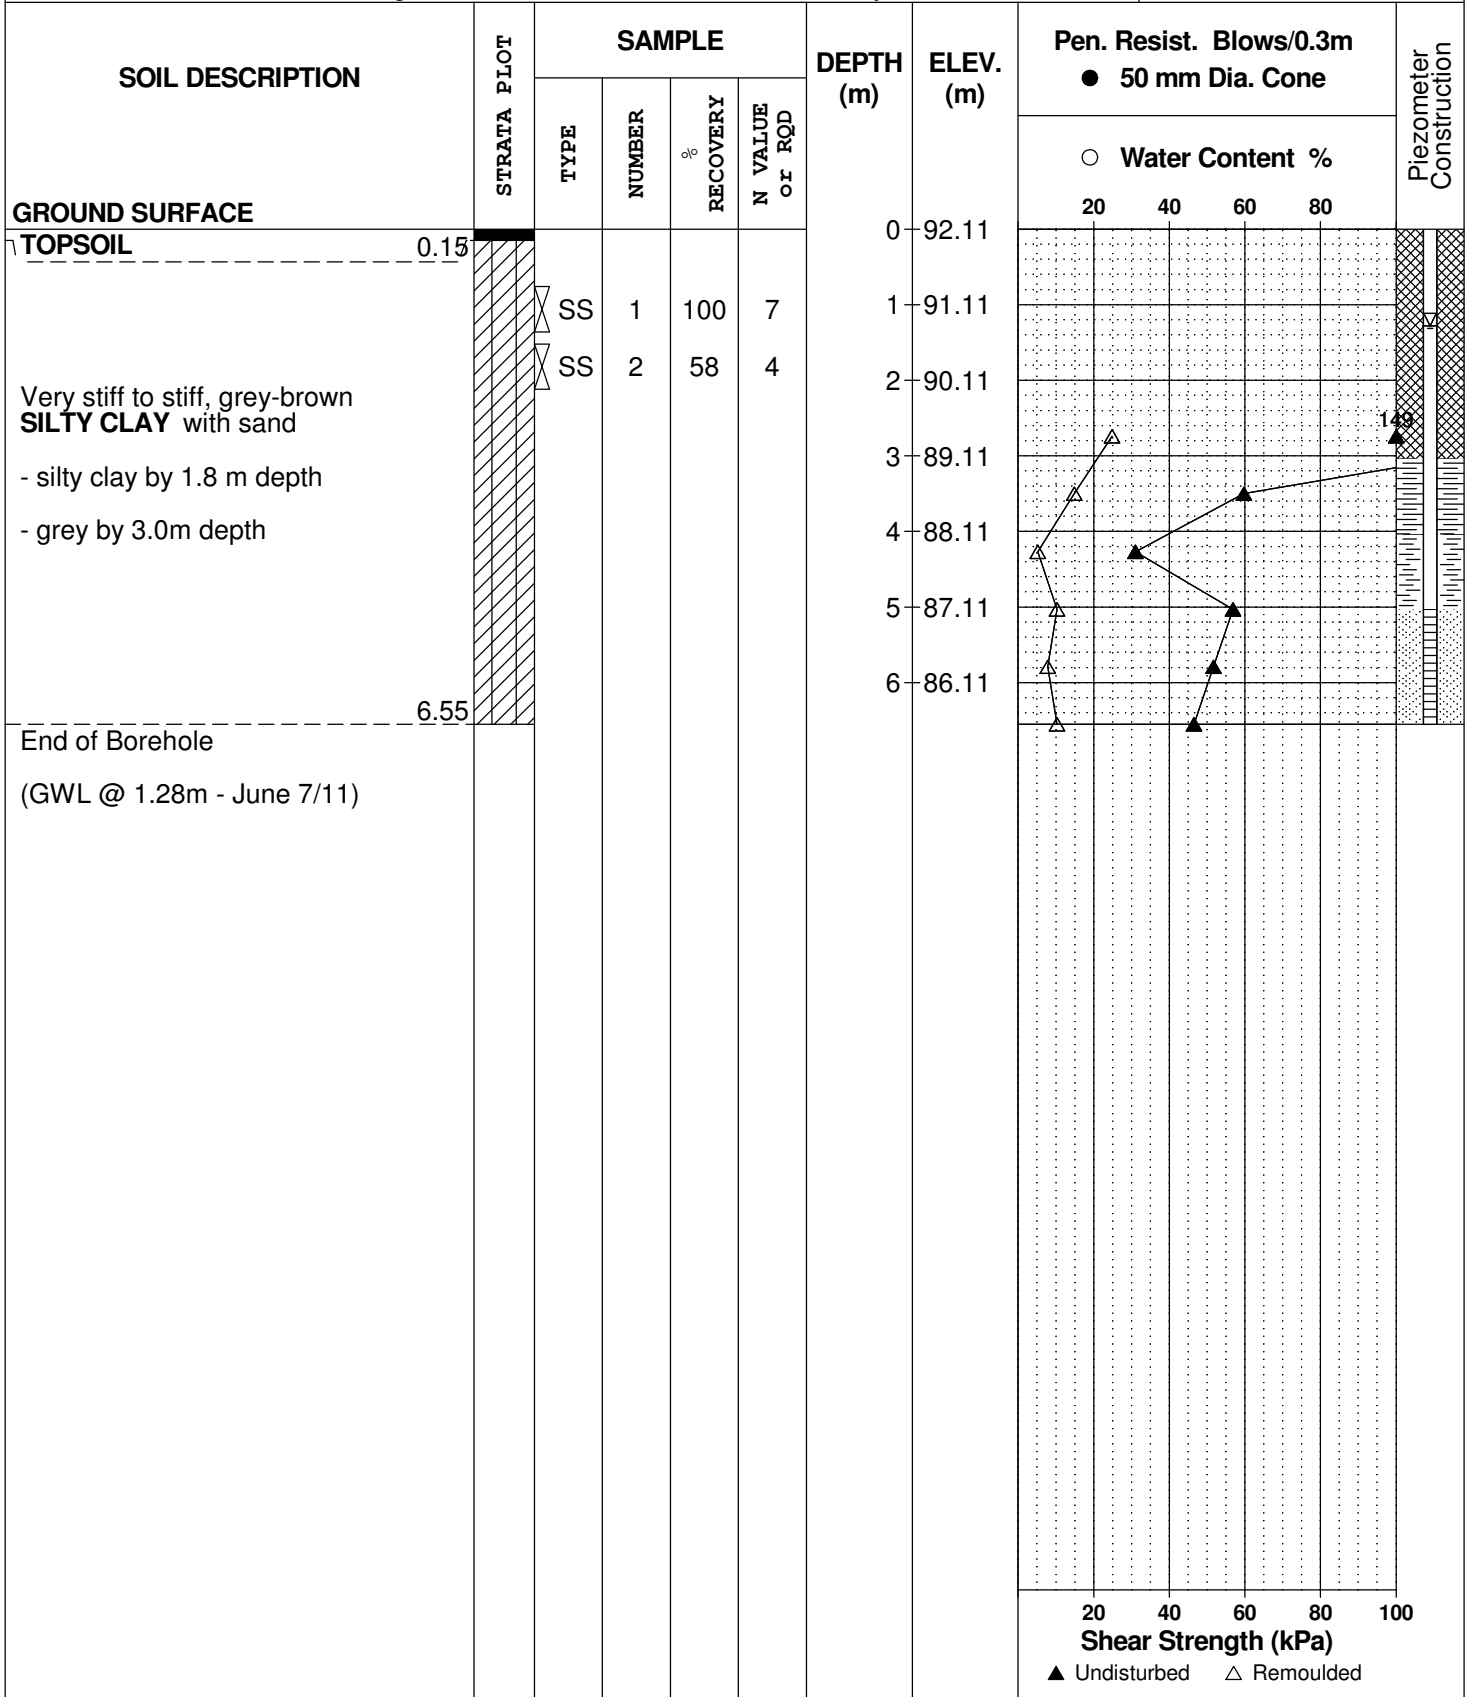 SOIL DESCRIPTION
GROUND SURFACE
STRATA PLOT
SAMPLE
TYPE
NUMBER
%
RECOVERY
N VALUE
or RQD
DEPTH
(m)
ELEV.
(m)
Pen. Resist. Blows/0.3m
● 50 mm Dia. Cone
○ Water Content %
20 40 60 80
Piezometer
Construction
TOPSOIL 0.15
0 92.11
SS 1 100 7
1 91.11
SS 2 58 4
2 90.11
Very stiff to stiff, grey-brown
SILTY CLAY with sand
149
3 89.11
- silty clay by 1.8 m depth
- grey by 3.0m depth
4 88.11
5 87.11
6 86.11
6.55
End of Borehole
(GWL @ 1.28m - June 7/11)
20 40 60 80 100
Shear Strength (kPa)
▲ Undisturbed △ Remoulded